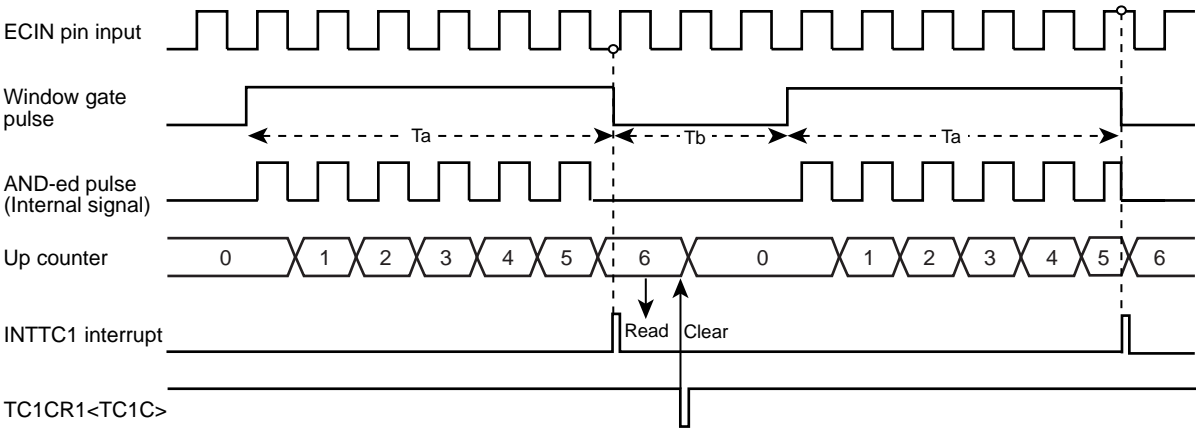 ECIN pin input
Window gate
pulse
Ta
Tb
Ta
AND-ed pulse
(Internal signal)
Up counter
0 1 2 3 4 5 6 0 1 2 3 4 5 6
INTTC1 interrupt
Read Clear
TC1CR1<TC1C>